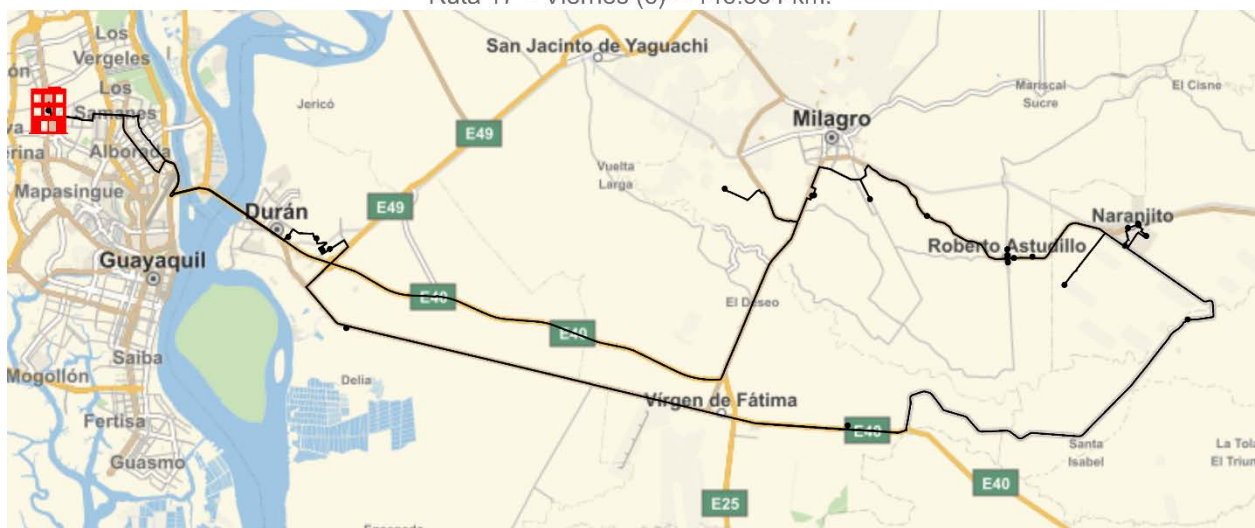 Los
Vergeles
San Jacinto de Yaguachi
Los
Samanes
Jericó
Mariscal
Sucre
El Cisne
Milagro
E49
Alborada
Vuelta
Larga
Mapasingue
E49
Durán
Naranjito
Roberto Astudillo
Guayaquil
E40
El Deseo
E40
Saiba
Mogollón
Delia
Vírgen de Fátima
Fertisa
E40
Guasmo
Santa
Isabel
La Tola
El Triun
E40
E25